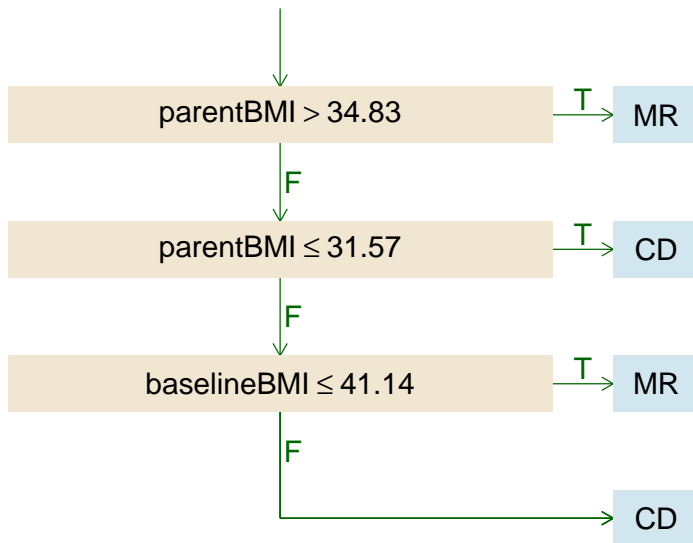 parentBMI > 34.83
T
MR
F
parentBMI ≤ 31.57
T
CD
F
baselineBMI ≤ 41.14
T
MR
F
CD